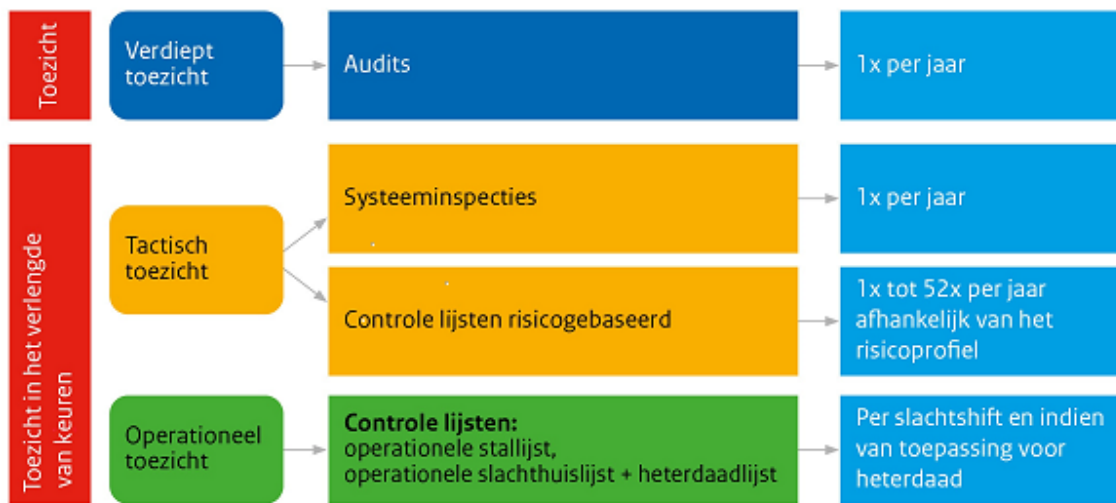 Toezicht
Verdiept
toezicht
Audits
1x per jaar
Toezicht in het verlengde
van keuren
Tactisch
toezicht
Systeeminspecties
1x per jaar
Controle lijsten risicogebaseerd
1x tot 52x per jaar
afhankelijk van het
risicoprofiel
Operationeel
toezicht
Controle lijsten:
operationele stallijst,
operationele slachthuislijst + heterdaadlijst
Per slachtshift en indien
van toepassing voor
heterdaad